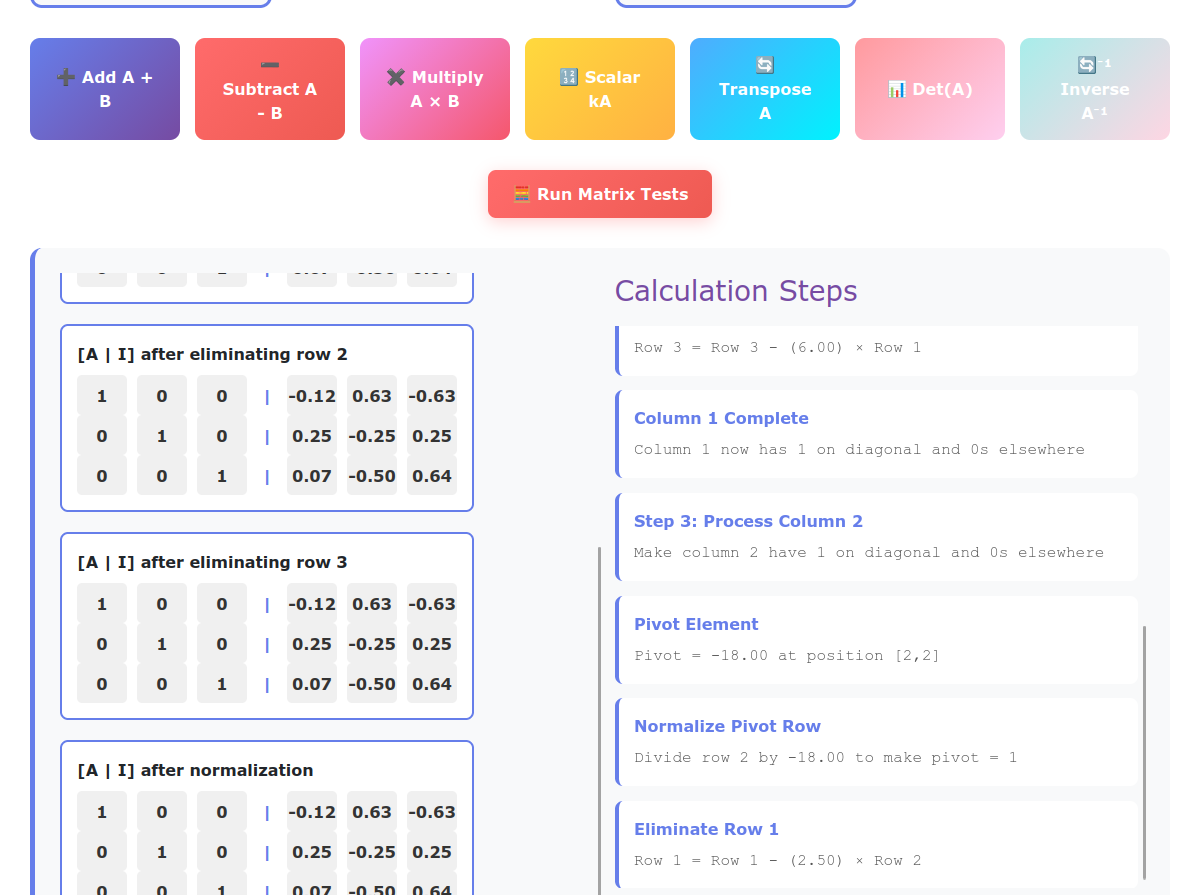 ➕ Add A +
B
➖
Subtract A
- B
✖️ Multiply
A × B
🔢 Scalar
kA
🔄
Transpose
A
📊 Det(A)
🔄⁻¹
Inverse
A⁻¹
🧮 Run Matrix Tests
[A | I] after eliminating row 2
1 0 0 | -0.12 0.63 -0.63
0 1 0 | 0.25 -0.25 0.25
0 0 1 | 0.07 -0.50 0.64
[A | I] after eliminating row 3
1 0 0 | -0.12 0.63 -0.63
0 1 0 | 0.25 -0.25 0.25
0 0 1 | 0.07 -0.50 0.64
[A | I] after normalization
1 0 0 | -0.12 0.63 -0.63
0 1 0 | 0.25 -0.25 0.25
0 0 1 | 0.07 -0.50 0.64
Calculation Steps
Row 3 = Row 3 - (6.00) × Row 1
Column 1 Complete
Column 1 now has 1 on diagonal and 0s elsewhere
Step 3: Process Column 2
Make column 2 have 1 on diagonal and 0s elsewhere
Pivot Element
Pivot = -18.00 at position [2,2]
Normalize Pivot Row
Divide row 2 by -18.00 to make pivot = 1
Eliminate Row 1
Row 1 = Row 1 - (2.50) × Row 2